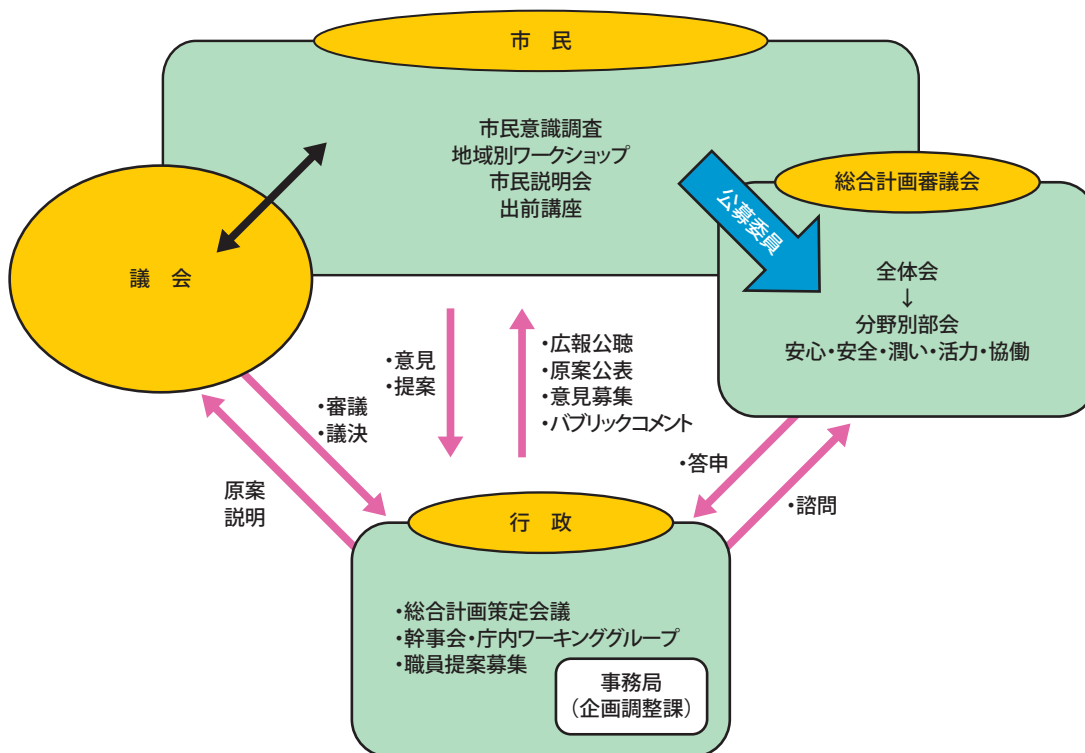 市　民
市民意識調査
地域別ワークショップ
市民説明会
出前講座
公募委員
総合計画審議会
全体会
↓
分野別部会
安心・安全・潤い・活力・協働
議　会
・意見
・提案
・広報公聴
・原案公表
・意見募集
・パブリックコメント
・審議
・議決
原案
説明
・答申
・諮問
行　政
・総合計画策定会議
・幹事会・庁内ワーキンググループ
・職員提案募集
事務局
（企画調整課）